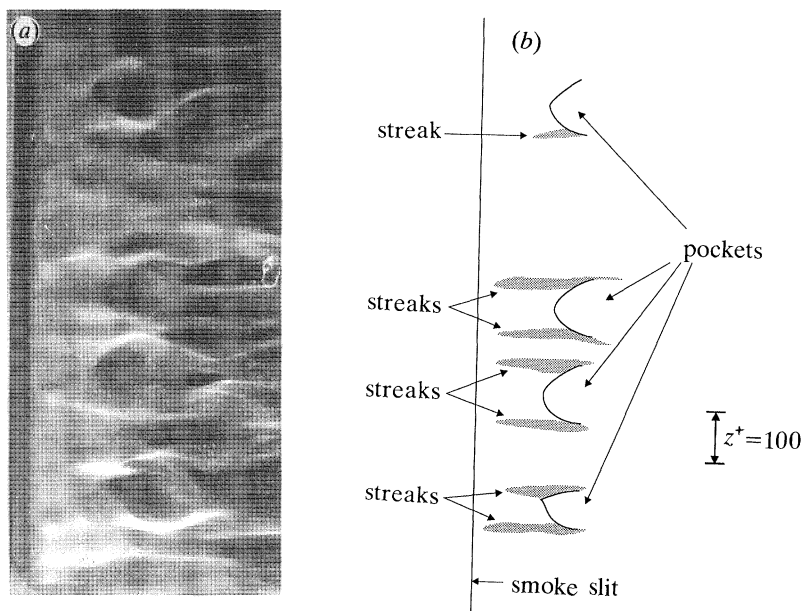 (a)
(b)
streak
pockets
streaks
streaks
z⁺=100
streaks
smoke slit